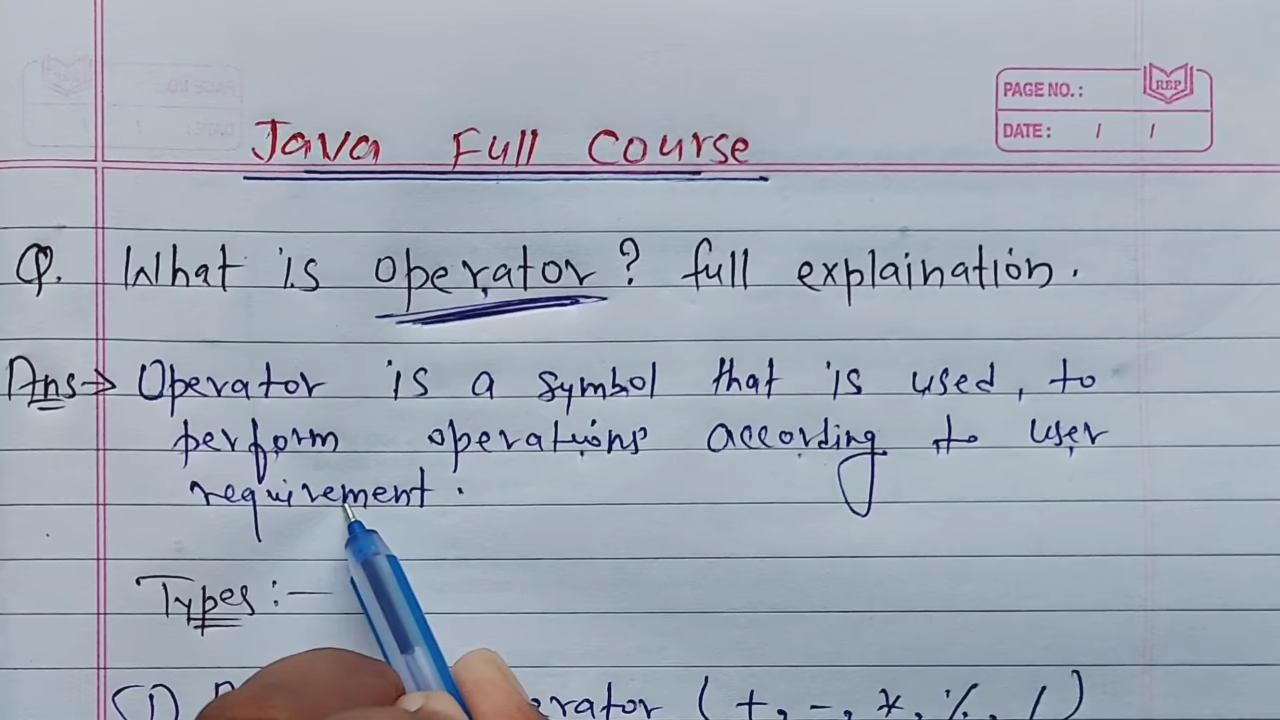 PAGE NO.:
REP
DATE: / /
Java Full Course
Q. What is operator? full explaination.
Ans→ Operator is a symbol that is used, to
perform operations according to user
requirement.
Types:—
(1) (+, -, *, %, /)